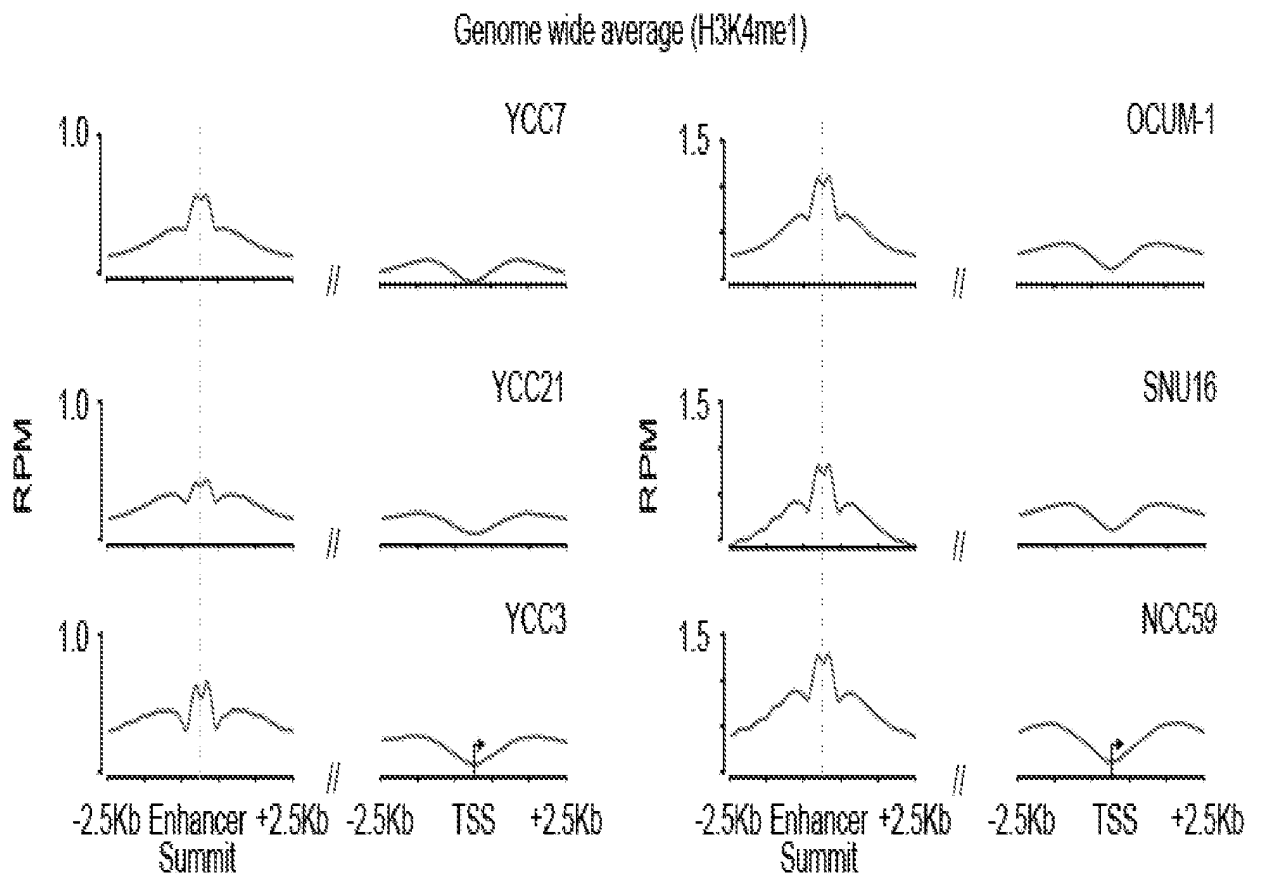 Genome wide average (H3K4me1)
1.0
YCC7
1.5
OCUM-1
//
//
1.0
YCC21
1.5
SNU16
RPM
RPM
//
//
1.0
YCC3
1.5
NCC59
//
//
-2.5Kb Enhancer +2.5Kb -2.5Kb TSS +2.5Kb
Summit
-2.5Kb Enhancer +2.5Kb -2.5Kb TSS +2.5Kb
Summit